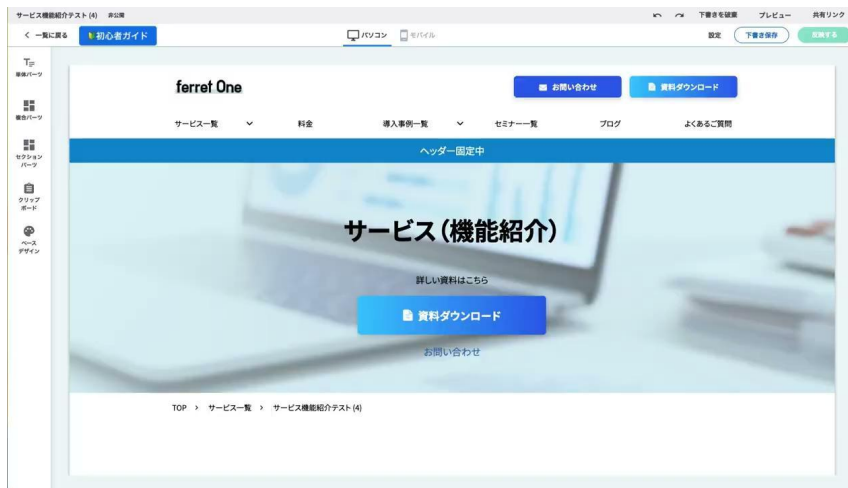 サービス機能紹介テスト (4) 非公開
下書きを破棄 プレビュー 共有リンク
一覧に戻る 初心者ガイド パソコン モバイル 設定 下書き保存 反映する
単体パーツ
複合パーツ
セクション
パーツ
クリップ
ボード
ベース
デザイン
ferret One
お問い合わせ 資料ダウンロード
サービス一覧 料金 導入事例一覧 セミナー一覧 ブログ よくあるご質問
ヘッダー固定中
サービス（機能紹介）
詳しい資料はこちら
資料ダウンロード
お問い合わせ
TOP > サービス一覧 > サービス機能紹介テスト (4)